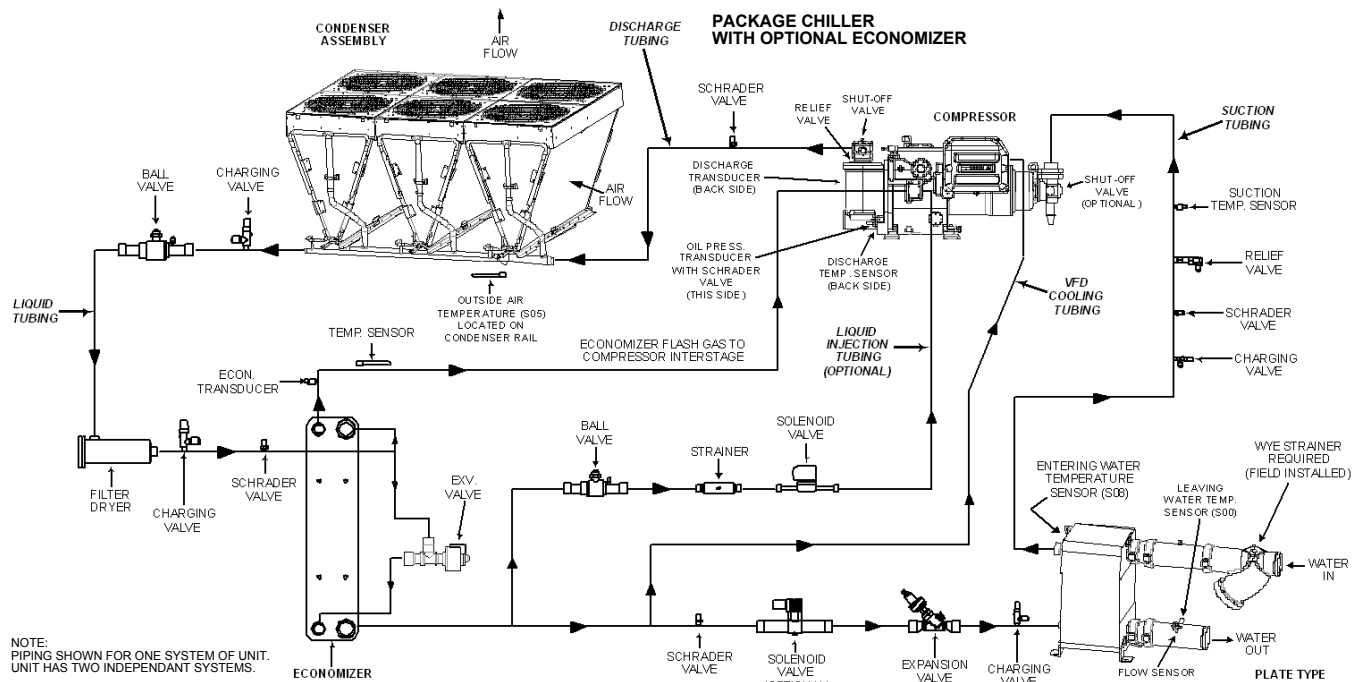 PACKAGE CHILLER
WITH OPTIONAL ECONOMIZER
CONDENSER
ASSEMBLY
AIR
FLOW
DISCHARGE
TUBING
SCHRADER
VALVE
RELIEF
VALVE
SHUT-OFF
VALVE
COMPRESSOR
SUCTION
TUBING
BALL
VALVE
CHARGING
VALVE
AIR
FLOW
DISCHARGE
TRANSDUCER
(BACK SIDE)
SHUT-OFF
VALVE
(OPTIONAL)
SUCTION
TEMP. SENSOR
OIL PRESS.
TRANSDUCER
WITH SCHRADER
VALVE
(THIS SIDE)
DISCHARGE
TEMP. SENSOR
(BACK SIDE)
RELIEF
VALVE
LIQUID
TUBING
OUTSIDE AIR
TEMPERATURE (S05)
LOCATED ON
CONDENSER RAIL
VFD
COOLING
TUBING
SCHRADER
VALVE
TEMP. SENSOR
ECONOMIZER FLASH GAS TO
COMPRESSOR INTERSTAGE
LIQUID
INJECTION
TUBING
(OPTIONAL)
CHARGING
VALVE
ECON.
TRANSDUCER
BALL
VALVE
STRAINER
SOLENOID
VALVE
WYE STRAINER
REQUIRED
(FIELD INSTALLED)
ENTERING WATER
TEMPERATURE
SENSOR (S08)
LEAVING
WATER TEMP.
SENSOR (S00)
FILTER
DRYER
CHARGING
VALVE
SCHRADER
VALVE
EXV.
VALVE
WATER
IN
WATER
OUT
NOTE:
PIPING SHOWN FOR ONE SYSTEM OF UNIT.
UNIT HAS TWO INDEPENDANT SYSTEMS.
ECONOMIZER
SCHRADER
VALVE
SOLENOID
VALVE
EXPANSION
VALVE
CHARGING
VALVE
FLOW SENSOR
PLATE TYPE